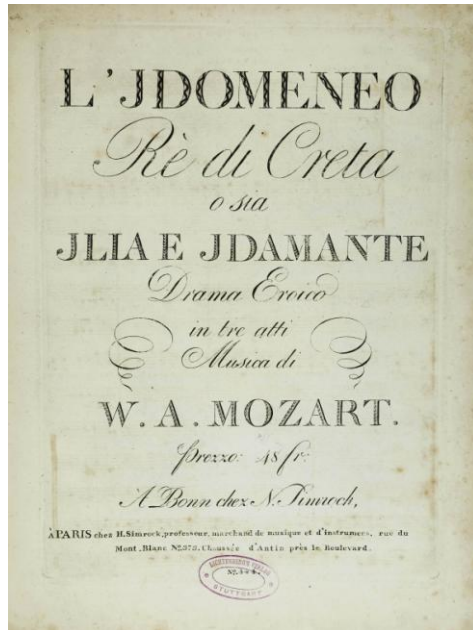 L'JDOMENEO
Rè di Creta
o sia
JLIA E JDAMANTE
Drama Eroico
in tre atti
Musica di
W. A. MOZART.
Prezzo: 48 fr:
A Bonn chez N. Simrock,
à PARIS chez H. Simrock, professeur, marchand de musique et d'instrumens, rue du
Mont, Blanc No. 373. Chaussée d'Antin près le Boulevard.
STUTTGART